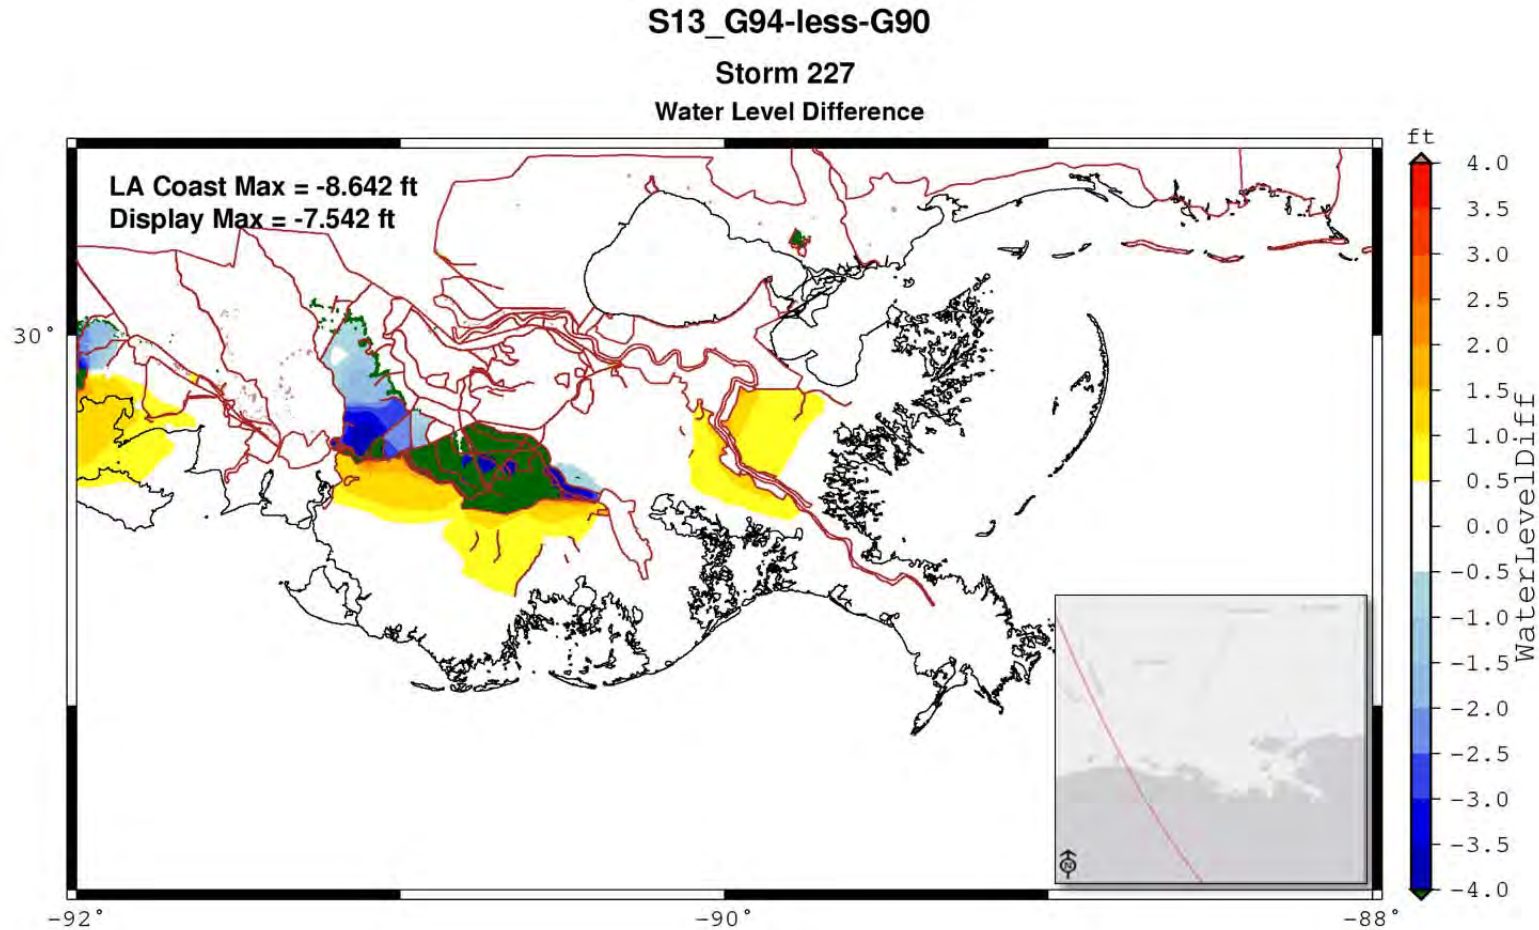 S13_G94-less-G90
Storm 227
Water Level Difference
LA Coast Max = -8.642 ft
Display Max = -7.542 ft
ft
4.0
3.5
3.0
2.5
2.0
1.5
1.0
0.5
0.0
-0.5
-1.0
-1.5
-2.0
-2.5
-3.0
-3.5
-4.0
WaterLevelDiff
30°
-92°
-90°
-88°
N